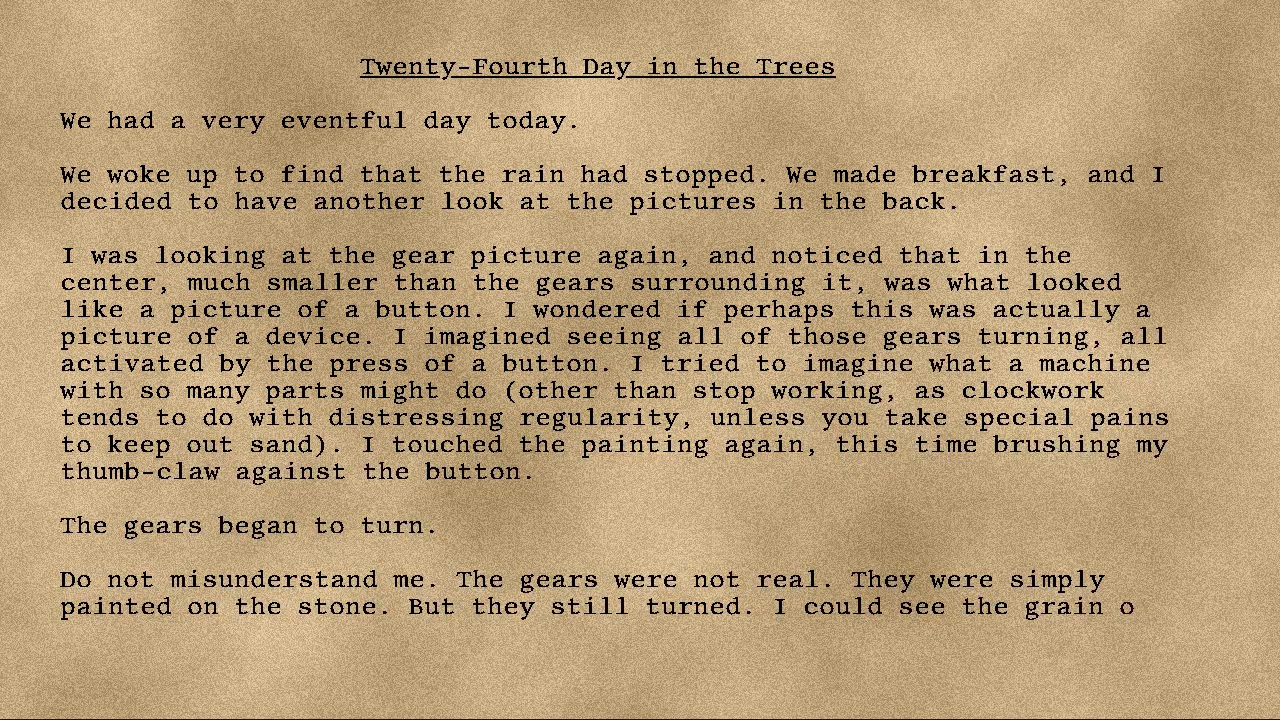 Twenty-Fourth Day in the Trees
We had a very eventful day today.
We woke up to find that the rain had stopped. We made breakfast, and I
decided to have another look at the pictures in the back.
I was looking at the gear picture again, and noticed that in the
center, much smaller than the gears surrounding it, was what looked
like a picture of a button. I wondered if perhaps this was actually a
picture of a device. I imagined seeing all of those gears turning, all
activated by the press of a button. I tried to imagine what a machine
with so many parts might do (other than stop working, as clockwork
tends to do with distressing regularity, unless you take special pains
to keep out sand). I touched the painting again, this time brushing my
thumb-claw against the button.
The gears began to turn.
Do not misunderstand me. The gears were not real. They were simply
painted on the stone. But they still turned. I could see the grain o